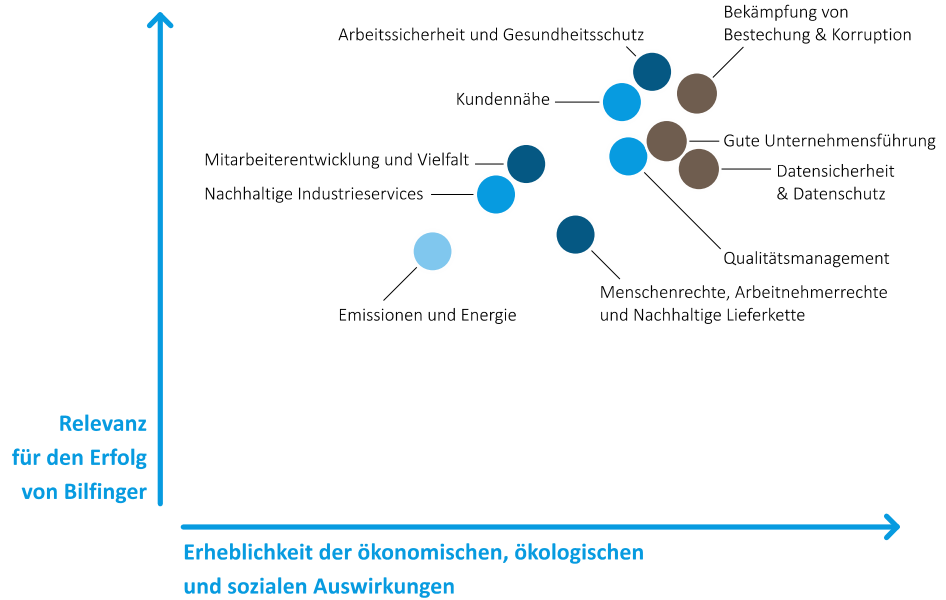 Bekämpfung von
Bestechung & Korruption
Arbeitssicherheit und Gesundheitsschutz
Kundennähe
Gute Unternehmensführung
Mitarbeiterentwicklung und Vielfalt
Datensicherheit
& Datenschutz
Nachhaltige Industrieservices
Qualitätsmanagement
Menschenrechte, Arbeitnehmerrechte
und Nachhaltige Lieferkette
Emissionen und Energie
Relevanz
für den Erfolg
von Bilfinger
Erheblichkeit der ökonomischen, ökologischen
und sozialen Auswirkungen